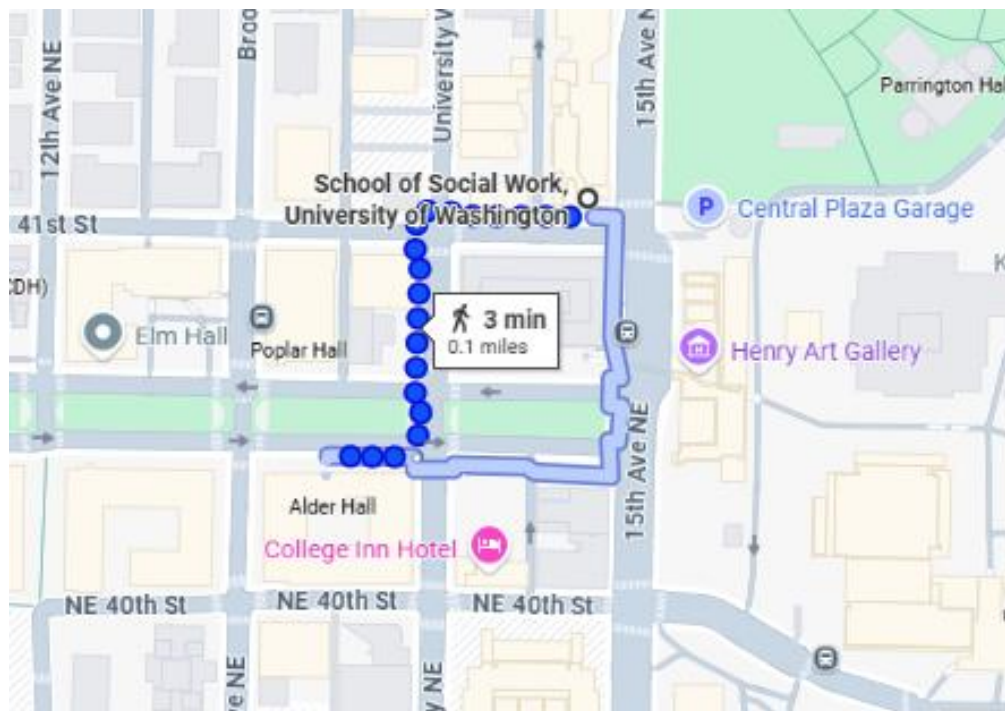 12th Ave NE
Broo
University W
15th Ave N
Parrington Hal
School of Social Work,
University of Washington
P
Central Plaza Garage
41st St
K
CDH)
3 min
0.1 miles
Elm Hall
Poplar Hall
Henry Art Gallery
15th Ave NE
Alder Hall
College Inn Hotel
NE 40th St
NE 40th St
NE 40th St
ve NE
y NE